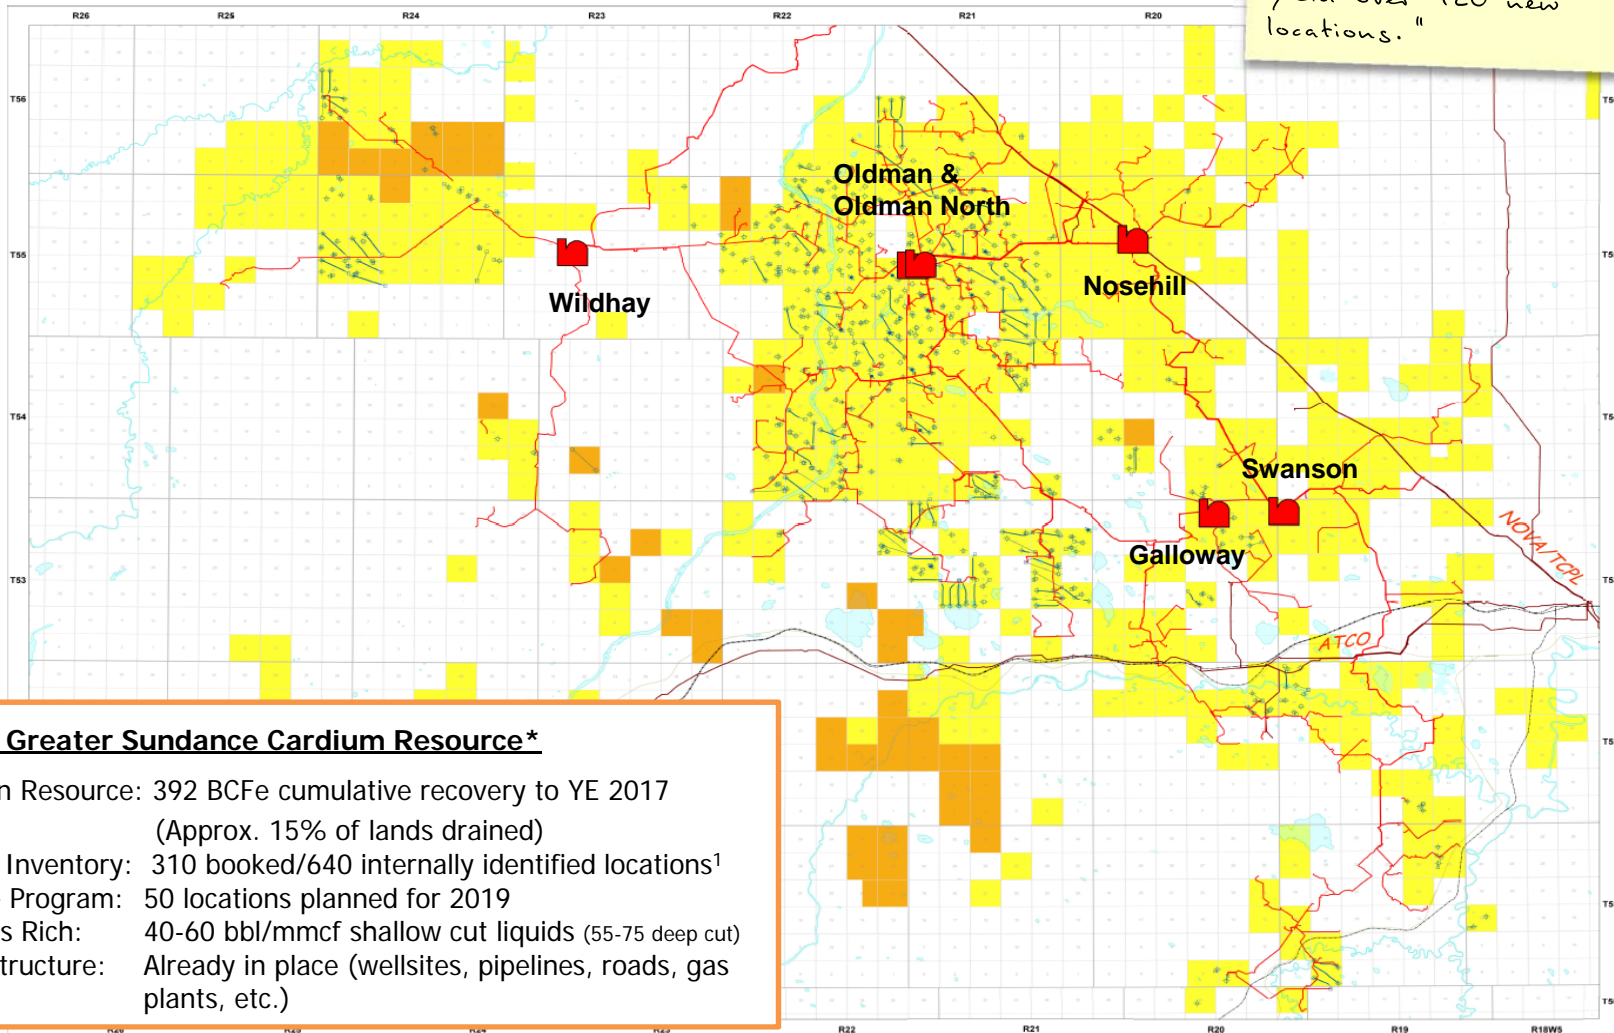 R26 R25 R24 R23 R22 R21 R20
over 120 new
locations."
T56
Oldman &
Oldman North
T55
Nosehill
Wildhay
T54
Swanson
NOVA/TCPL
Galloway
T53
ATCO
Greater Sundance Cardium Resource*
Resource: 392 BCFe cumulative recovery to YE 2017
(Approx. 15% of lands drained)
Inventory: 310 booked/640 internally identified locations¹
Program: 50 locations planned for 2019
Rich: 40-60 bbl/mmcf shallow cut liquids (55-75 deep cut)
Already in place (wellsites, pipelines, roads, gas
plants, etc.)
R22 R21 R20 R19 R18W5